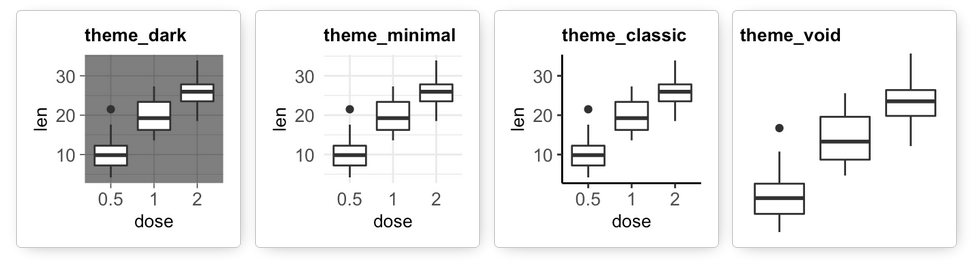 theme_dark
30
20
10
len
0.5 1 2
dose
theme_minimal
30
20
10
len
0.5 1 2
dose
theme_classic
30
20
10
len
0.5 1 2
dose
theme_void